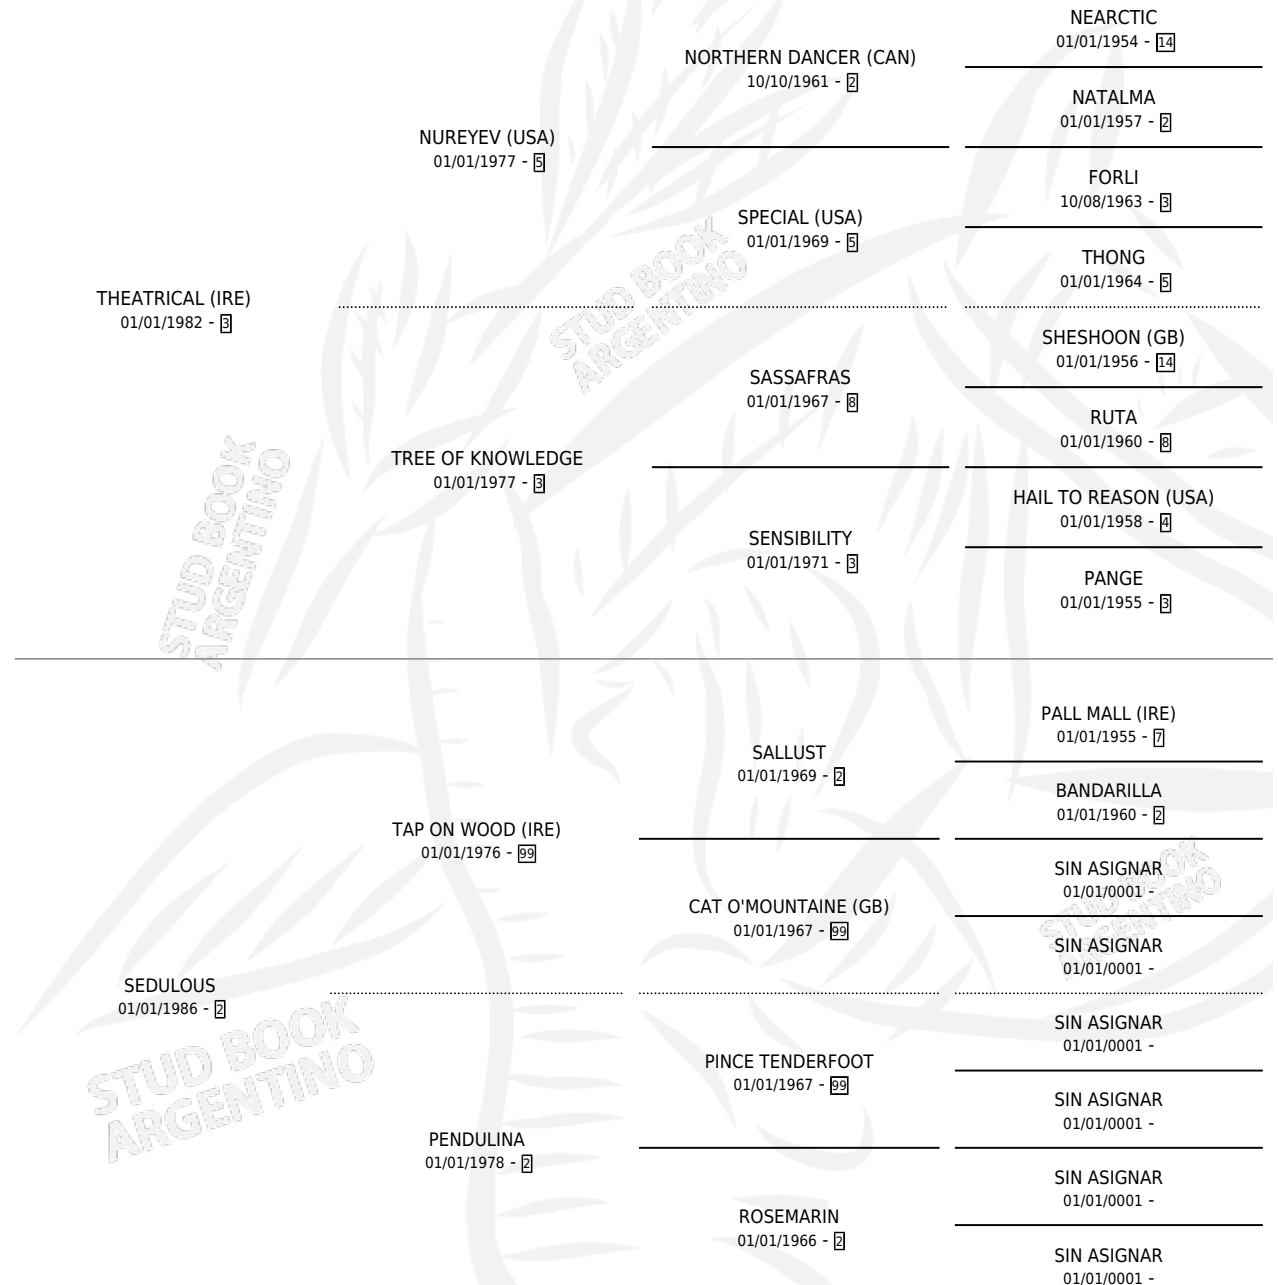 NEARCTIC
01/01/1954 - 14
NORTHERN DANCER (CAN)
10/10/1961 - 2
NATALMA
01/01/1957 - 2
NUREYEV (USA)
01/01/1977 - 5
FORLI
10/08/1963 - 3
SPECIAL (USA)
01/01/1969 - 5
THONG
01/01/1964 - 5
THEATRICAL (IRE)
01/01/1982 - 3
SHESHOON (GB)
01/01/1956 - 14
SASSAFRAS
01/01/1967 - 8
RUTA
01/01/1960 - 8
TREE OF KNOWLEDGE
01/01/1977 - 3
HAIL TO REASON (USA)
01/01/1958 - 4
SENSIBILITY
01/01/1971 - 3
PANGE
01/01/1955 - 3
PALL MALL (IRE)
01/01/1955 - 7
SALLUST
01/01/1969 - 2
BANDARILLA
01/01/1960 - 2
TAP ON WOOD (IRE)
01/01/1976 - 99
SIN ASIGNAR
01/01/0001 -
CAT O'MOUNTAINE (GB)
01/01/1967 - 99
SIN ASIGNAR
01/01/0001 -
SEDULOUS
01/01/1986 - 2
SIN ASIGNAR
01/01/0001 -
PINCE TENDERFOOT
01/01/1967 - 99
SIN ASIGNAR
01/01/0001 -
PENDULINA
01/01/1978 - 2
SIN ASIGNAR
01/01/0001 -
ROSEMARIN
01/01/1966 - 2
SIN ASIGNAR
01/01/0001 -
STUD BOOK
ARGENTINO
STUD BOOK
ARGENTINO
STUD BOOK
ARGENTINO
STUD BOOK
ARGENTINO